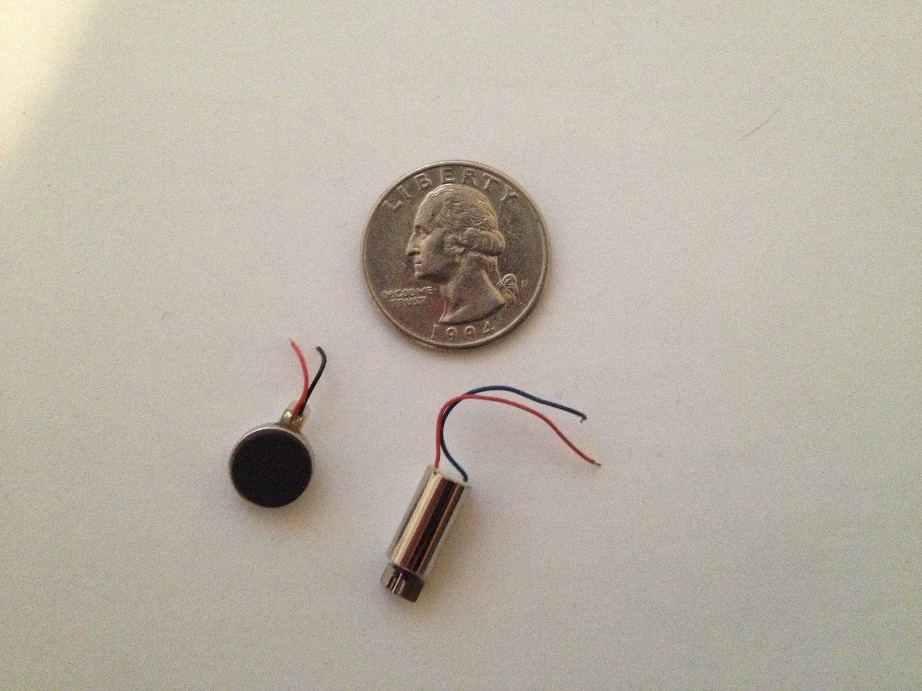 LIBERTY
IN GOD WE
TRUST
1994